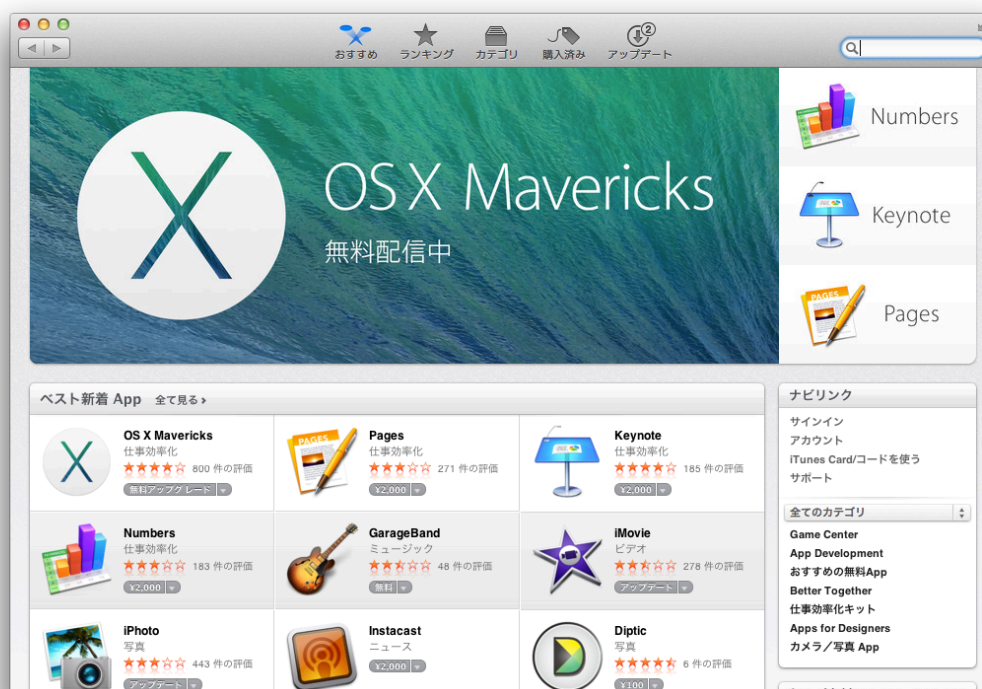 おすすめ
ランキング
カテゴリ
購入済み
アップデート
2
OS X Mavericks
無料配信中
Numbers
Keynote
PAGES
Pages
ベスト新着 App 全て見る ›
OS X Mavericks
仕事効率化
800 件の評価
無料アップグレード
PAGES
Pages
仕事効率化
271 件の評価
¥2,000
Keynote
仕事効率化
185 件の評価
¥2,000
Numbers
仕事効率化
183 件の評価
¥2,000
GarageBand
ミュージック
48 件の評価
無料
iMovie
ビデオ
278 件の評価
アップデート
iPhoto
写真
443 件の評価
アップデート
Instacast
ニュース
¥2,000
Diptic
写真
6 件の評価
¥100
ナビリンク
サインイン
アカウント
iTunes Card/コードを使う
サポート
全てのカテゴリ
Game Center
App Development
おすすめの無料App
Better Together
仕事効率化キット
Apps for Designers
カメラ／写真 App